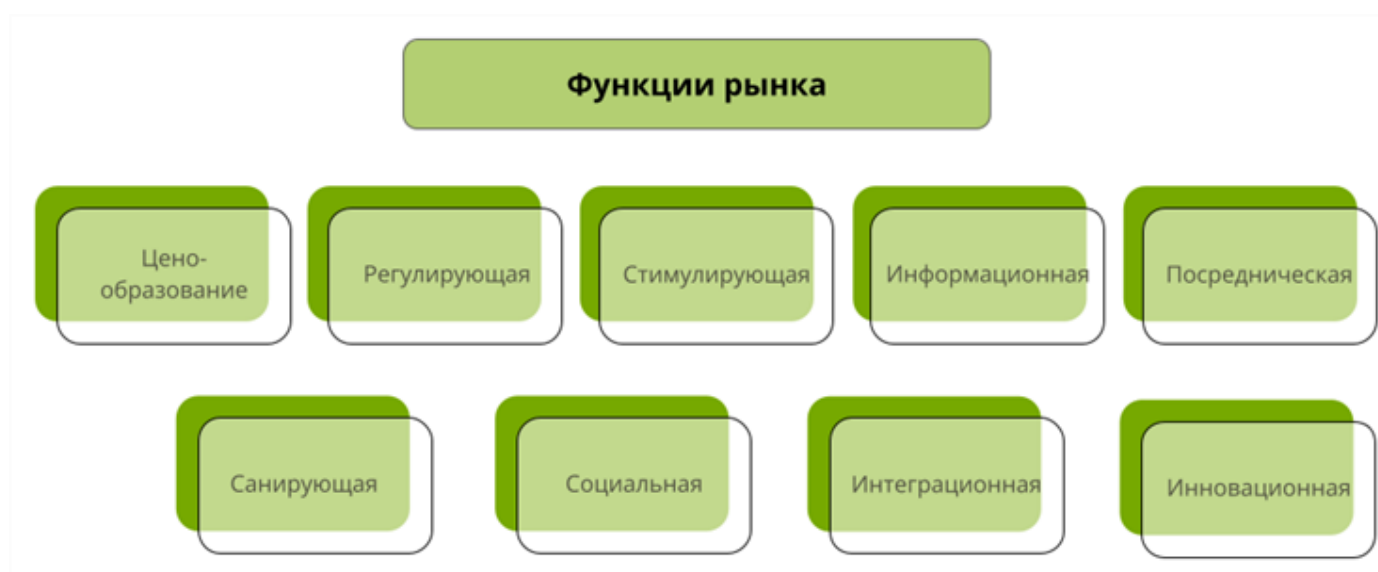 Функции рынка
Цено-
образование
Регулирующая
Стимулирующая
Информационная
Посредническая
Санирующая
Социальная
Интеграционная
Инновационная